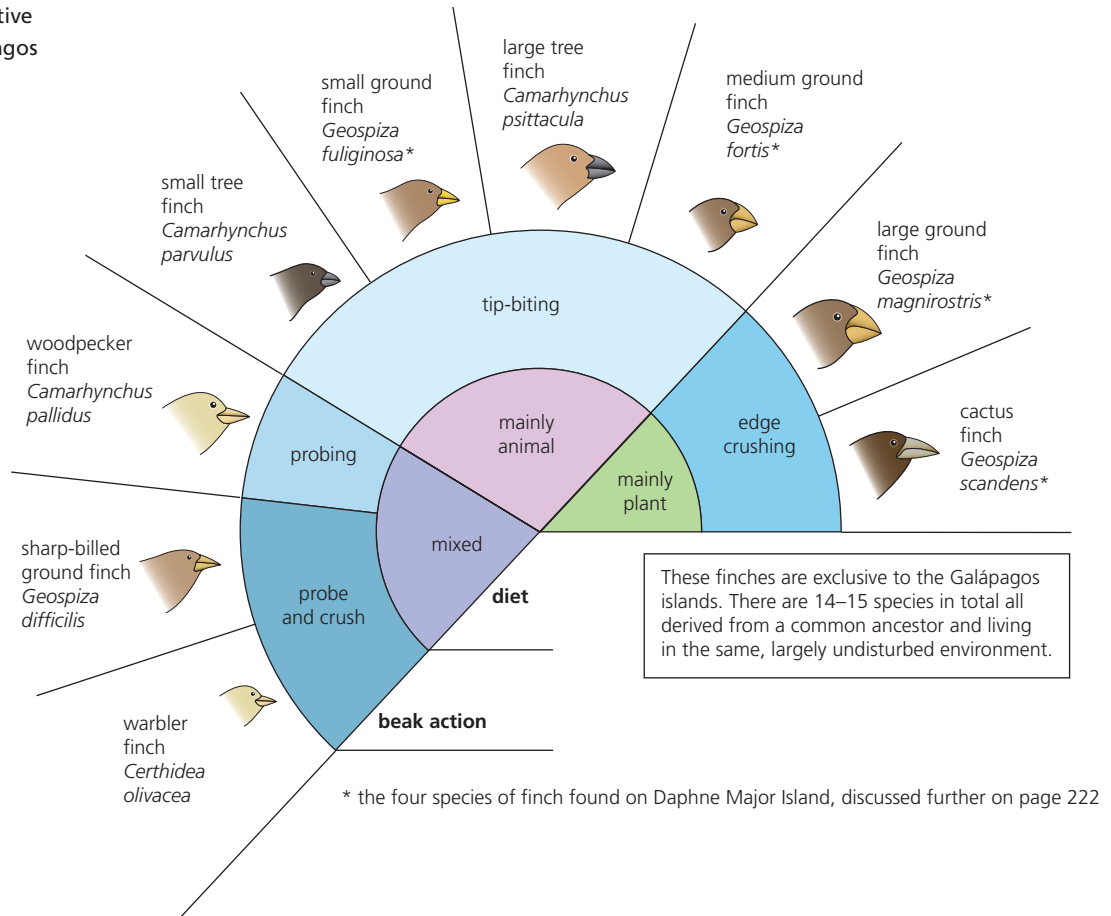 tive
agos
large tree
finch
Camarhynchus
psittacula
small ground
finch
Geospiza
fuliginosa*
medium ground
finch
Geospiza
fortis*
small tree
finch
Camarhynchus
parvulus
large ground
finch
Geospiza
magnirostris*
woodpecker
finch
Camarhynchus
pallidus
cactus
finch
Geospiza
scandens*
sharp-billed
ground finch
Geospiza
difficilis
warbler
finch
Certhidea
olivacea
tip-biting
probing
probe
and crush
edge
crushing
mainly
animal
mainly
plant
mixed
diet
beak action
These finches are exclusive to the Galápagos
islands. There are 14–15 species in total all
derived from a common ancestor and living
in the same, largely undisturbed environment.
* the four species of finch found on Daphne Major Island, discussed further on page 222